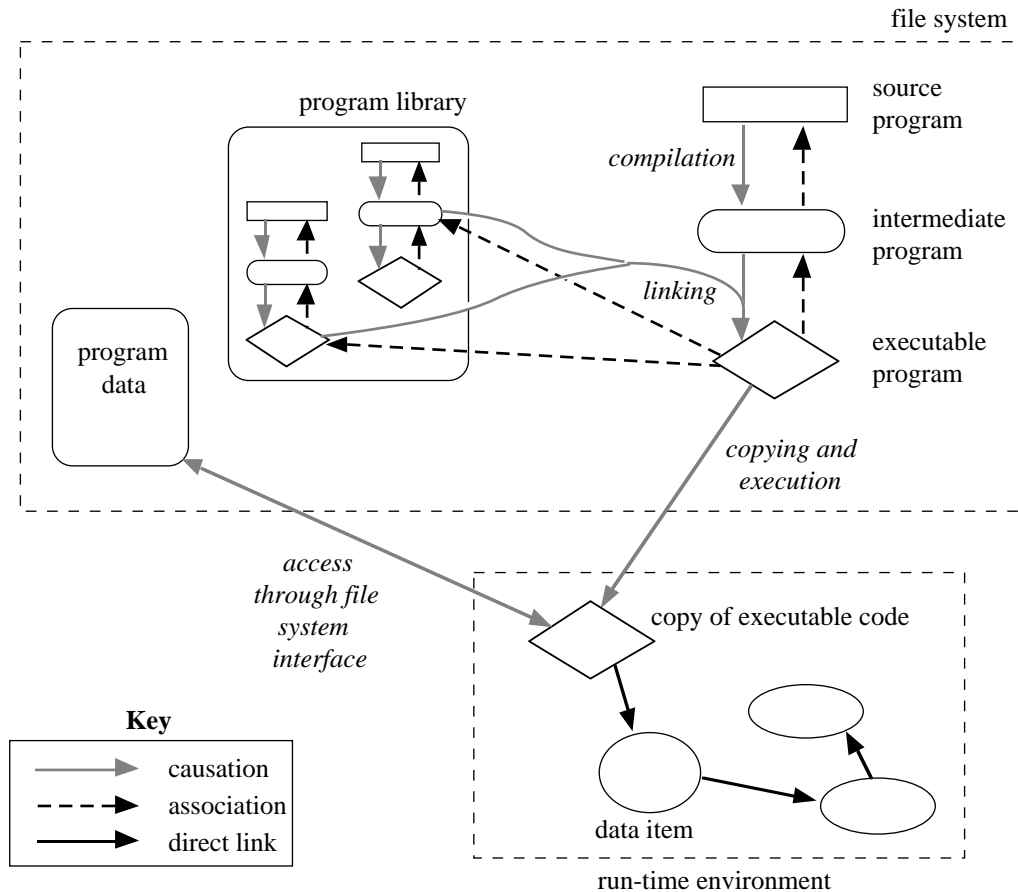 file system
program library
source
program
compilation
intermediate
program
linking
executable
program
program
data
copying and
execution
access
through file
system
interface
copy of executable code
data item
run-time environment
Key
causation
association
direct link